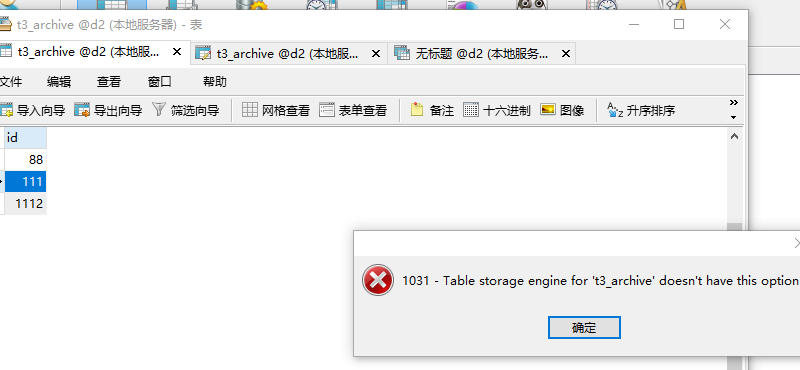 t3_archive @d2 (本地服务器) - 表
t3_archive @d2 (本地服... t3_archive @d2 (本地服... 无标题 @d2 (本地服务...
文件 编辑 查看 窗口 帮助
导入向导 导出向导 筛选向导 网格查看 表单查看 备注 十六进制 图像 升序排序
id
88
111
1112
1031 - Table storage engine for 't3_archive' doesn't have this option
确定